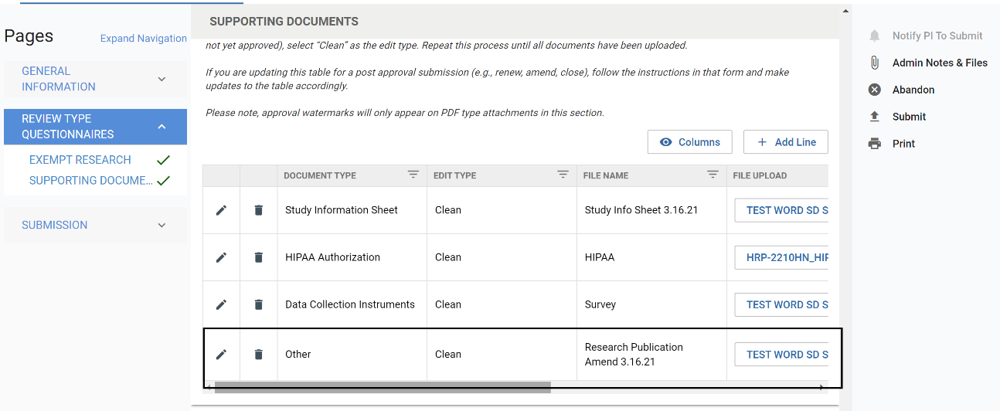 Pages
Expand Navigation
GENERAL
INFORMATION
REVIEW TYPE
QUESTIONNAIRES
EXEMPT RESEARCH
SUPPORTING DOCUME...
SUBMISSION
SUPPORTING DOCUMENTS
not yet approved), select “Clean” as the edit type. Repeat this process until all documents have been uploaded.
If you are updating this table for a post approval submission (e.g., renew, amend, close), follow the instructions in that form and make
updates to the table accordingly.
Please note, approval watermarks will only appear on PDF type attachments in this section.
Columns
+ Add Line
DOCUMENT TYPE EDIT TYPE FILE NAME FILE UPLOAD
Study Information Sheet Clean Study Info Sheet 3.16.21 TEST WORD SD S
HIPAA Authorization Clean HIPAA HRP-2210HN_HIP
Data Collection Instruments Clean Survey TEST WORD SD S
Other Clean Research Publication
Amend 3.16.21 TEST WORD SD S
Notify PI To Submit
Admin Notes & Files
Abandon
Submit
Print